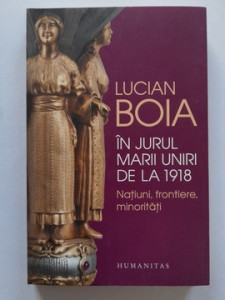 LUCIAN
BOIA
ÎN JURUL
MARII UNIRI
DE LA 1918
Națiuni, frontiere,
minorități
HUMANITAS